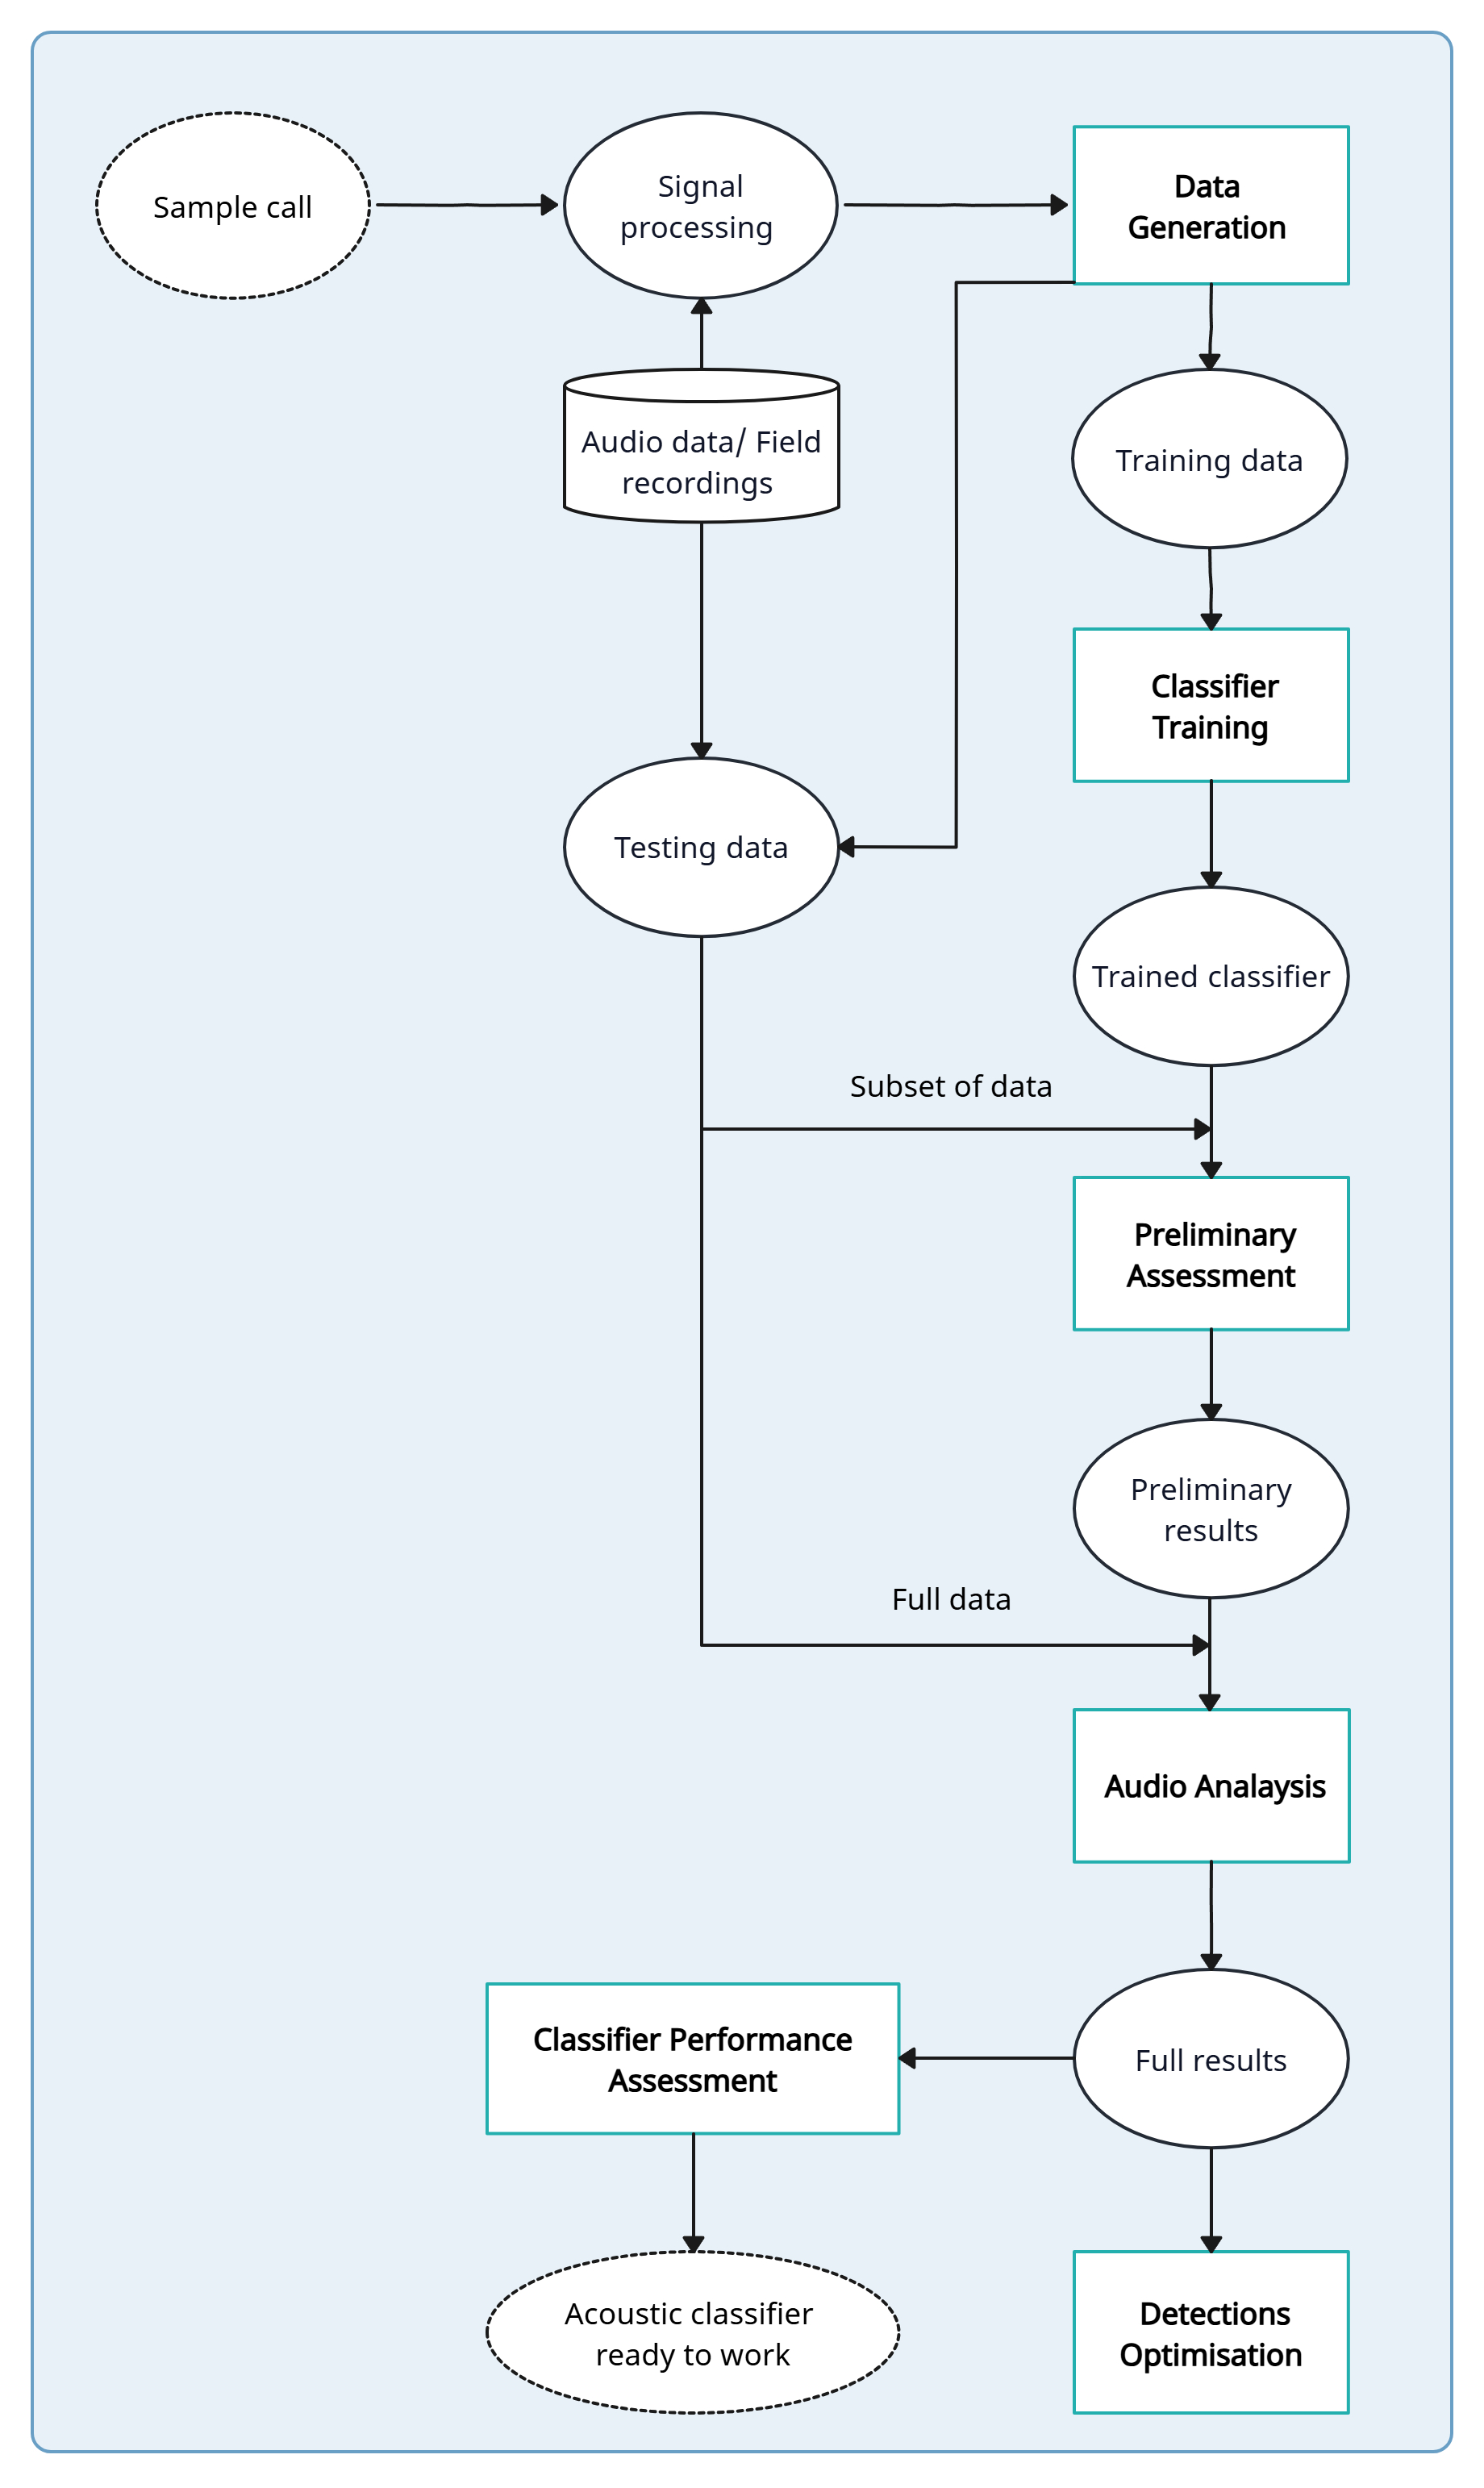 Sample call
Signal
processing
Data
Generation
Audio data/ Field
recordings
Training data
Classifier
Training
Testing data
Trained classifier
Subset of data
Preliminary
Assessment
Preliminary
results
Full data
Audio Analaysis
Classifier Performance
Assessment
Full results
Acoustic classifier
ready to work
Detections
Optimisation